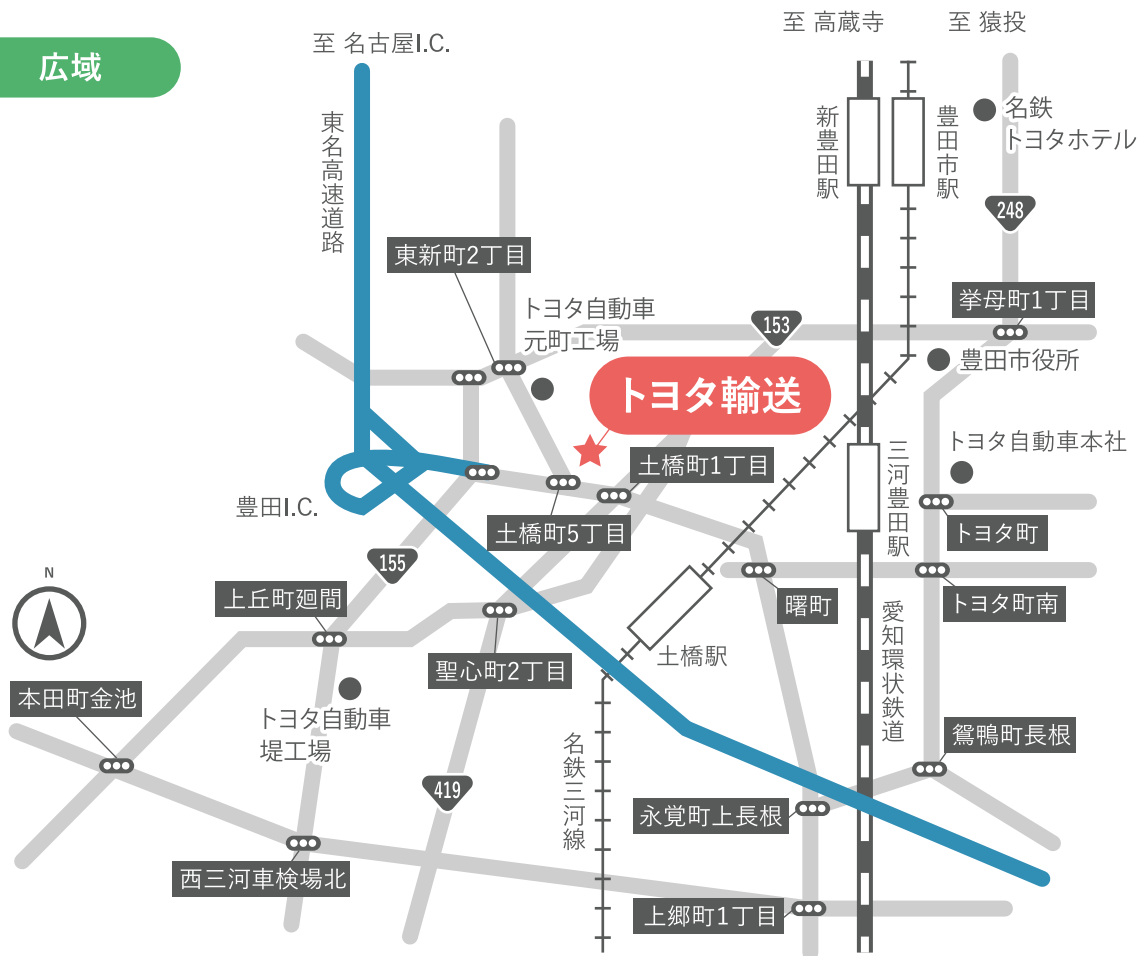 至 高蔵寺
至 猿投
至 名古屋I.C.
広域
東名高速道路
新豊田駅
豊田市駅
名鉄
トヨタホテル
248
東新町2丁目
挙母町1丁目
トヨタ自動車
元町工場
153
豊田市役所
トヨタ輸送
トヨタ自動車本社
土橋町1丁目
三河豊田駅
豊田I.C.
土橋町5丁目
トヨタ町
155
N
上丘町廻間
曙町
トヨタ町南
愛知環状鉄道
土橋駅
聖心町2丁目
本田町金池
トヨタ自動車
堤工場
鴛鴨町長根
名鉄三河線
419
永覚町上長根
西三河車検場北
上郷町1丁目